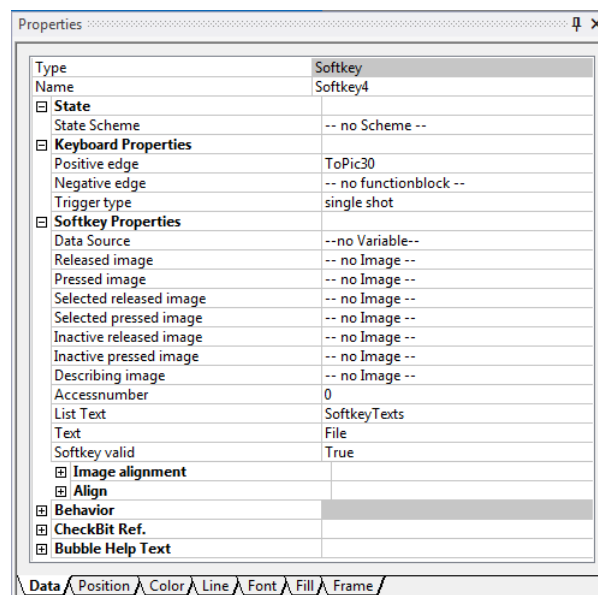 Properties
Type Softkey
Name Softkey4
State
State Scheme -- no Scheme --
Keyboard Properties
Positive edge ToPic30
Negative edge -- no functionblock --
Trigger type single shot
Softkey Properties
Data Source --no Variable--
Released image -- no Image --
Pressed image -- no Image --
Selected released image -- no Image --
Selected pressed image -- no Image --
Inactive released image -- no Image --
Inactive pressed image -- no Image --
Describing image -- no Image --
Accessnumber 0
List Text SoftkeyTexts
Text File
Softkey valid True
Image alignment
Align
Behavior
CheckBit Ref.
Bubble Help Text
Data Position Color Line Font Fill Frame